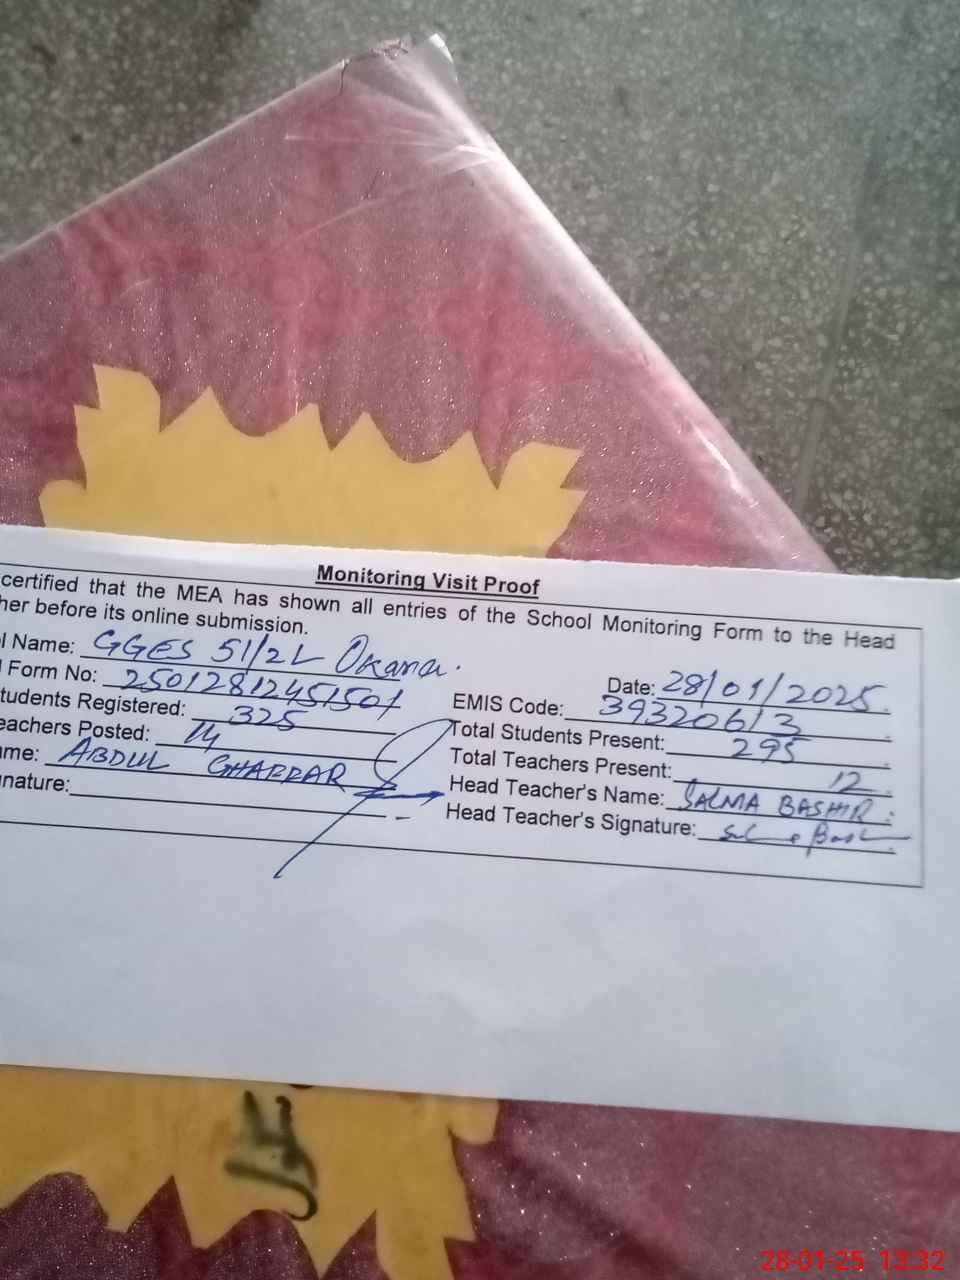 Monitoring Visit Proof
certified that the MEA has shown all entries of the School Monitoring Form to the Head
her before its online submission.
l Name: GGES 51/2L Okara.
Date: 28/01/2025.
l Form No: 25012812451501
EMIS Code: 39320613
tudents Registered: 325
Total Students Present: 295
eachers Posted: 14
Total Teachers Present: 12
ame: ABDUL GHAFFAR
Head Teacher's Name: SALMA BASHIR.
nature:
Head Teacher's Signature:
28-01-25 13:32